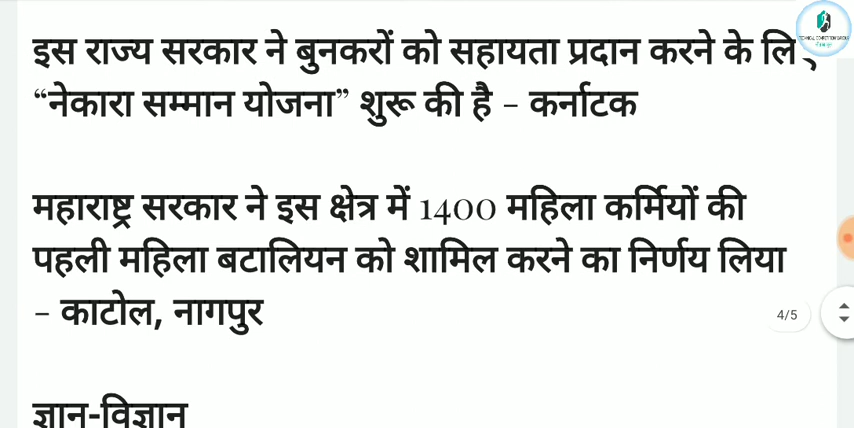 इस राज्य सरकार ने बुनकरों को सहायता प्रदान करने के
“नेकारा सम्मान योजना” शुरू की है – कर्नाटक
महाराष्ट्र सरकार ने इस क्षेत्र में 1400 महिला कर्मियों की
पहली महिला बटालियन को शामिल करने का निर्णय लिया
– काटोल, नागपुर
4/5
ज्ञान-विज्ञान